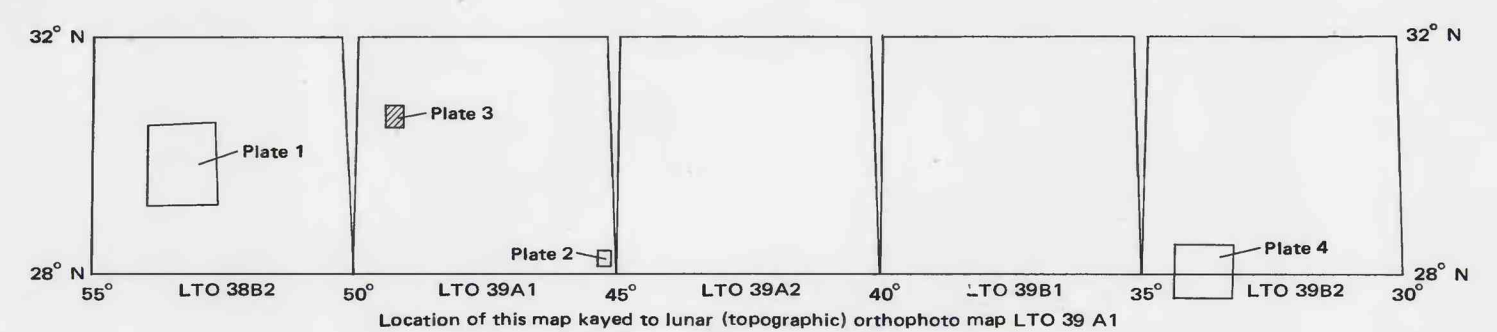 32° N 32° N
Plate 3
Plate 1
Plate 2 Plate 4
28° N 28° N
55° LTO 38B2 50° LTO 39A1 45° LTO 39A2 40° LTO 39B1 35° LTO 39B2 30°
Location of this map kayed to lunar (topographic) orthophoto map LTO 39 A1